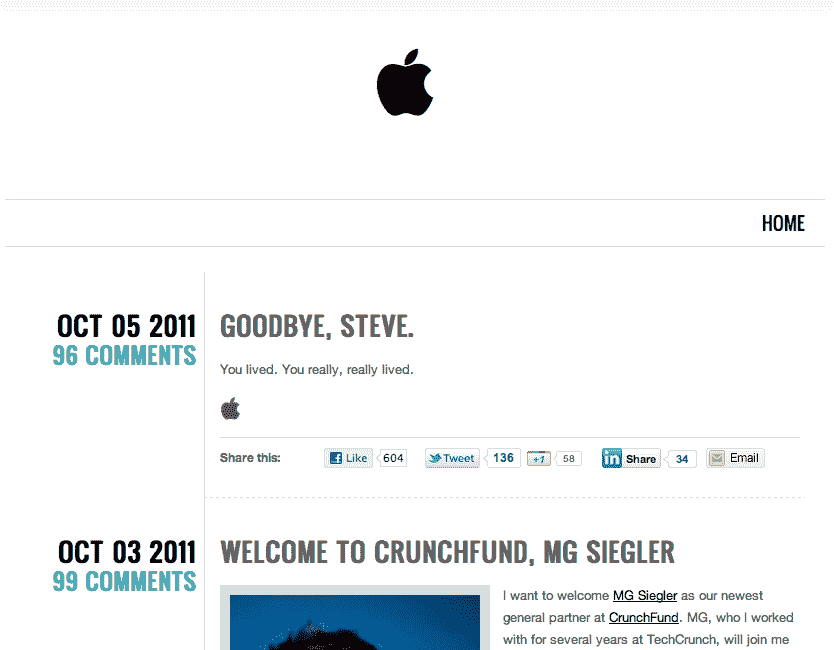 HOME
OCT 05 2011
96 COMMENTS
GOODBYE, STEVE.
You lived. You really, really lived.
Share this: Like 604 Tweet 136 +1 58 in Share 34 Email
OCT 03 2011
99 COMMENTS
WELCOME TO CRUNCHFUND, MG SIEGLER
I want to welcome MG Siegler as our newest
general partner at CrunchFund. MG, who I worked
with for several years at TechCrunch, will join me